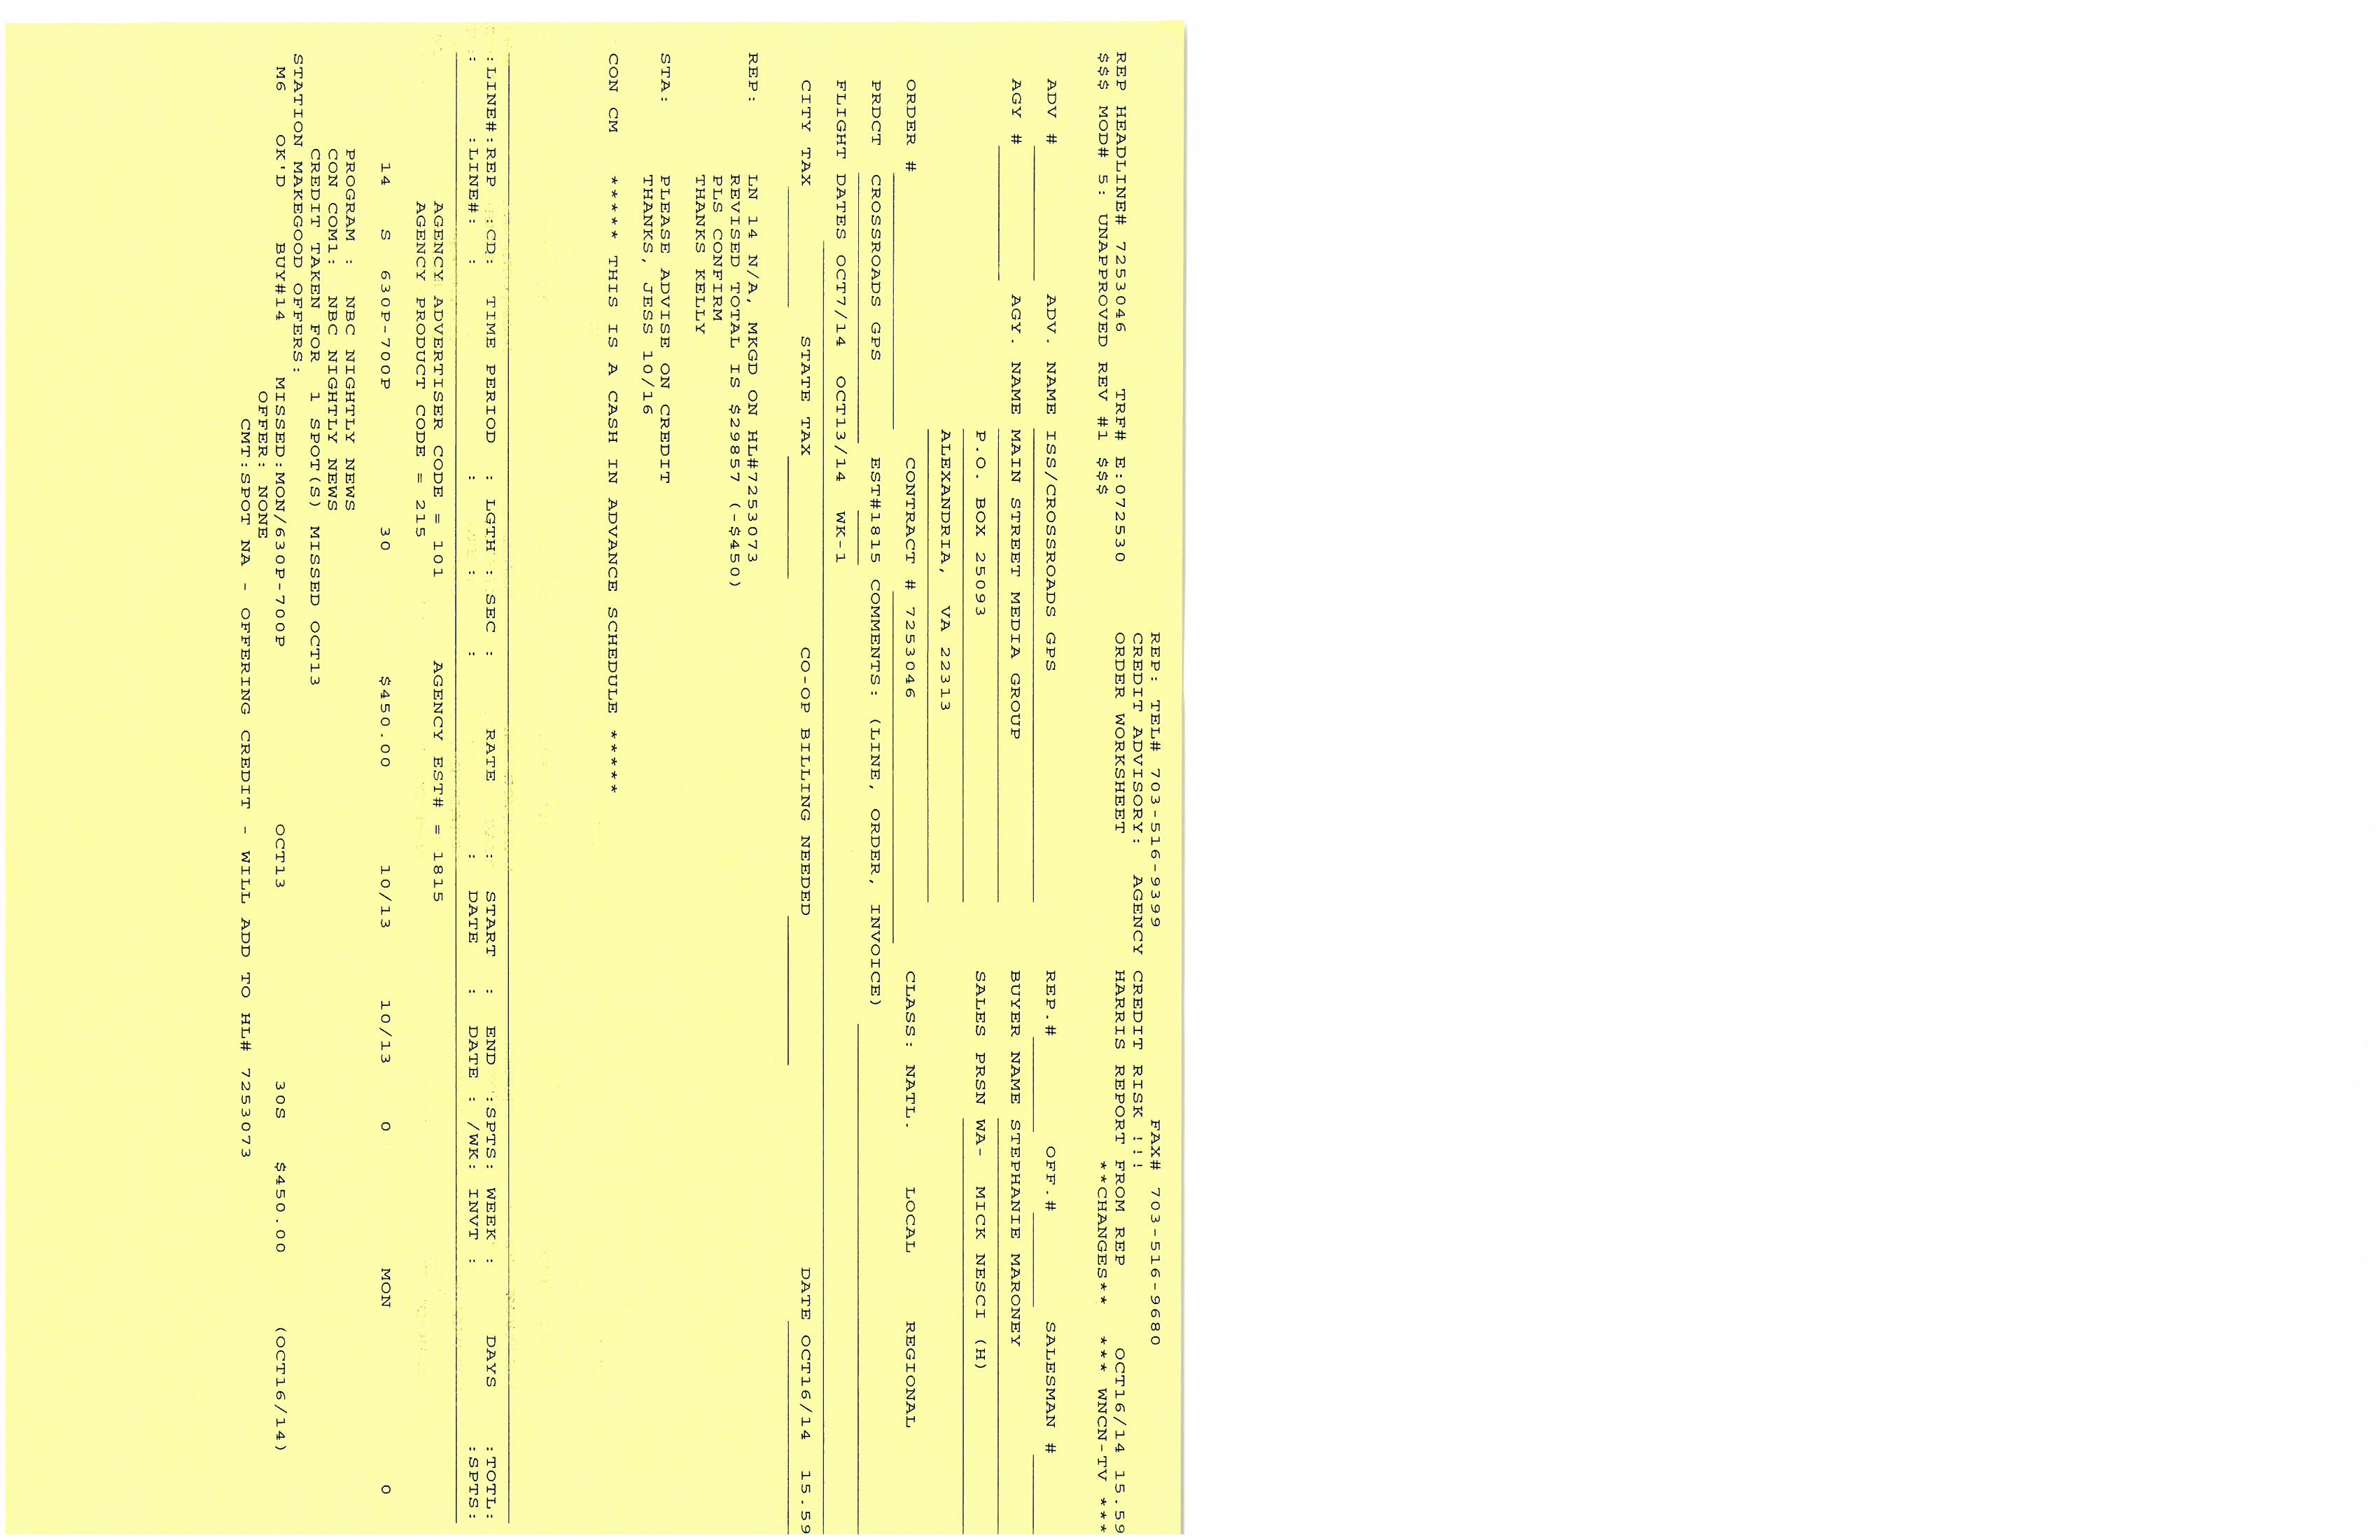 REP: TEL# 703-516-9399 FAX# 703-516-9680
CREDIT ADVISORY: AGENCY CREDIT RISK !!!
REP HEADLINE# 7253046 TRF# E:072530 ORDER WORKSHEET HARRIS REPORT FROM REP OCT16/14 15.59
$$$ MOD# 5: UNAPPROVED REV #1 $$$ **CHANGES** *** WNCN-TV ***
ADV # ADV. NAME ISS/CROSSROADS GPS REP.# OFF.# SALESMAN #
AGY # AGY. NAME MAIN STREET MEDIA GROUP BUYER NAME STEPHANIE MARONEY
P.O. BOX 25093 SALES PRSN WA- MICK NESCI (H)
ALEXANDRIA, VA 22313
ORDER # CONTRACT # 7253046 CLASS: NATL. LOCAL REGIONAL
PRDCT CROSSROADS GPS EST#1815 COMMENTS: (LINE, ORDER, INVOICE)
FLIGHT DATES OCT7/14 OCT13/14 WK-1
CITY TAX STATE TAX CO-OP BILLING NEEDED DATE OCT16/14 15.59
REP: LN 14 N/A, MKGD ON HL#7253073
REVISED TOTAL IS $29857 (-$450)
PLS CONFIRM
THANKS KELLY
STA: PLEASE ADVISE ON CREDIT
THANKS, JESS 10/16
CON CM ***** THIS IS A CASH IN ADVANCE SCHEDULE *****
:LINE#:REP :CD: TIME PERIOD : LGTH : SEC : RATE : START : END :SPTS: WEEK : DAYS :TOTL:
: :LINE#: : : : : : DATE : DATE : /WK: INVT : :SPTS:
AGENCY ADVERTISER CODE = 101 AGENCY EST# = 1815
AGENCY PRODUCT CODE = 215
14 S 630P-700P 30 $450.00 10/13 10/13 0 MON 0
PROGRAM : NBC NIGHTLY NEWS
CON COM1: NBC NIGHTLY NEWS
CREDIT TAKEN FOR 1 SPOT(S) MISSED OCT13
STATION MAKEGOOD OFFERS:
M6 OK'D BUY#14 MISSED:MON/630P-700P OCT13 30S $450.00 (OCT16/14)
OFFER: NONE
CMT:SPOT NA - OFFERING CREDIT - WILL ADD TO HL# 7253073